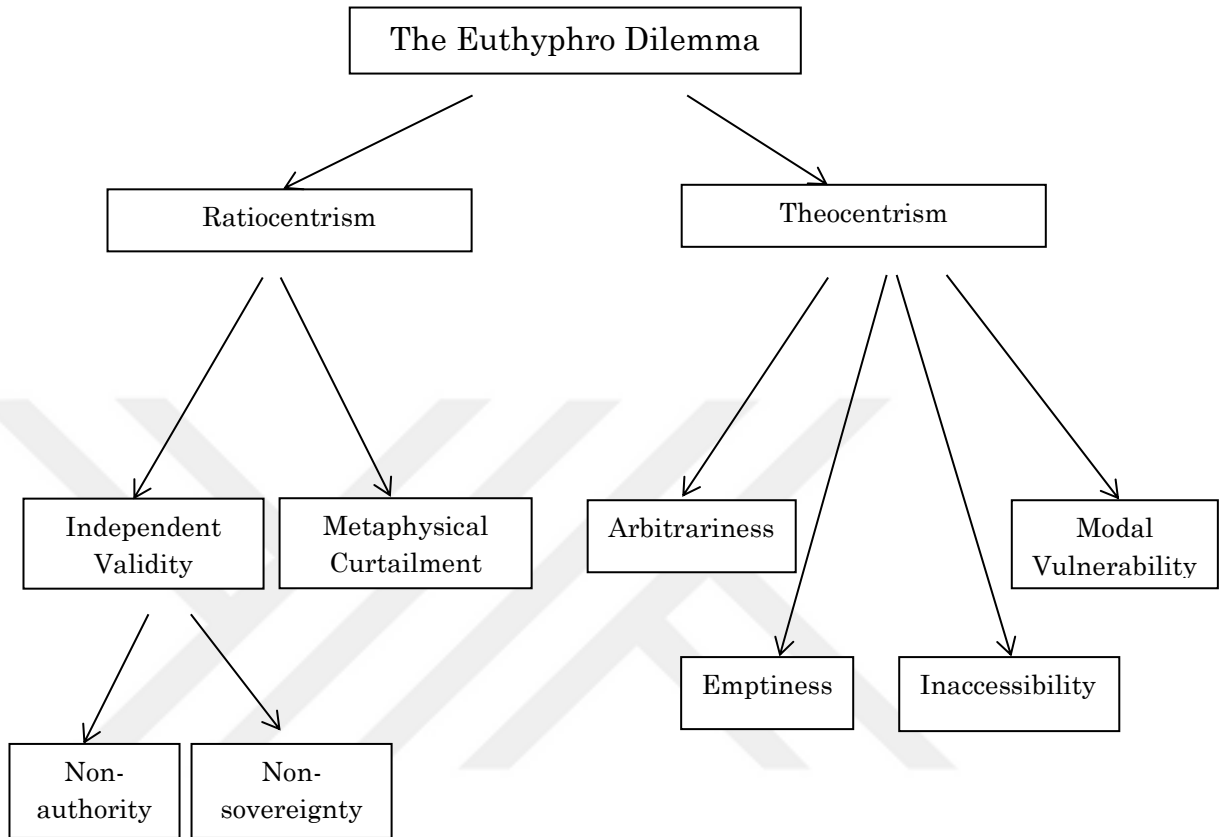 The Euthyphro Dilemma
Ratiocentrism
Theocentrism
Independent
Validity
Metaphysical
Curtailment
Arbitrariness
Modal
Vulnerability
Emptiness
Inaccessibility
Non-
authority
Non-
sovereignty